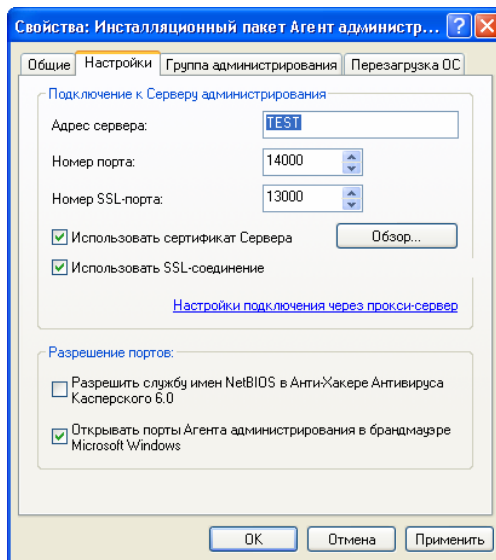 Свойства: Инсталляционный пакет Агент администр...
Общие Настройки Группа администрирования Перезагрузка ОС
Подключение к Серверу администрирования
Адрес сервера: TEST
Номер порта: 14000
Номер SSL-порта: 13000
Использовать сертификат Сервера Обзор...
Использовать SSL-соединение
Настройки подключения через прокси-сервер
Разрешение портов:
Разрешить службу имен NetBIOS в Анти-Хакере Антивируса
Касперского 6.0
Открывать порты Агента администрирования в брандмауэре
Microsoft Windows
OK Отмена Применить